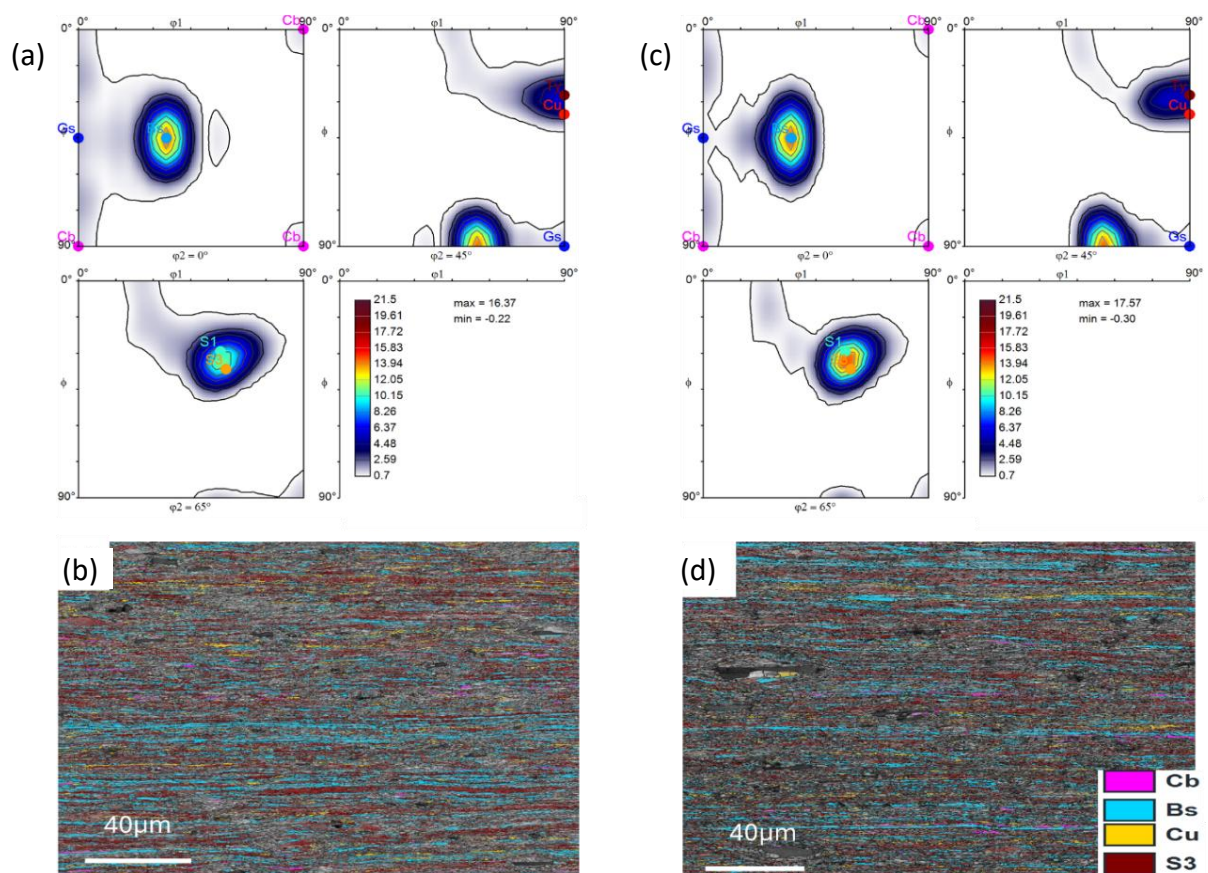 (a)
0° φ1 Cb 90°
Gs ϕ Bs
Cb Cb
90° φ2 = 0°
Ty
Cu
ϕ
Gs
φ2 = 45°
0° φ1 90°
0° φ1 90°
0°
S1
S3
ϕ
90° φ2 = 65°
max = 16.37
min = -0.22
21.5
19.61
17.72
15.83
13.94
12.05
10.15
8.26
6.37
4.48
2.59
0.7
(c)
0° φ1 Cb 90°
Gs ϕ Bs
Cb Cb
90° φ2 = 0°
Ty
Cu
ϕ
Gs
φ2 = 45°
0° φ1 90°
0° φ1 90°
0°
S1
ϕ
90° φ2 = 65°
max = 17.57
min = -0.30
21.5
19.61
17.72
15.83
13.94
12.05
10.15
8.26
6.37
4.48
2.59
0.7
(b)
40μm
(d)
40μm
Cb
Bs
Cu
S3